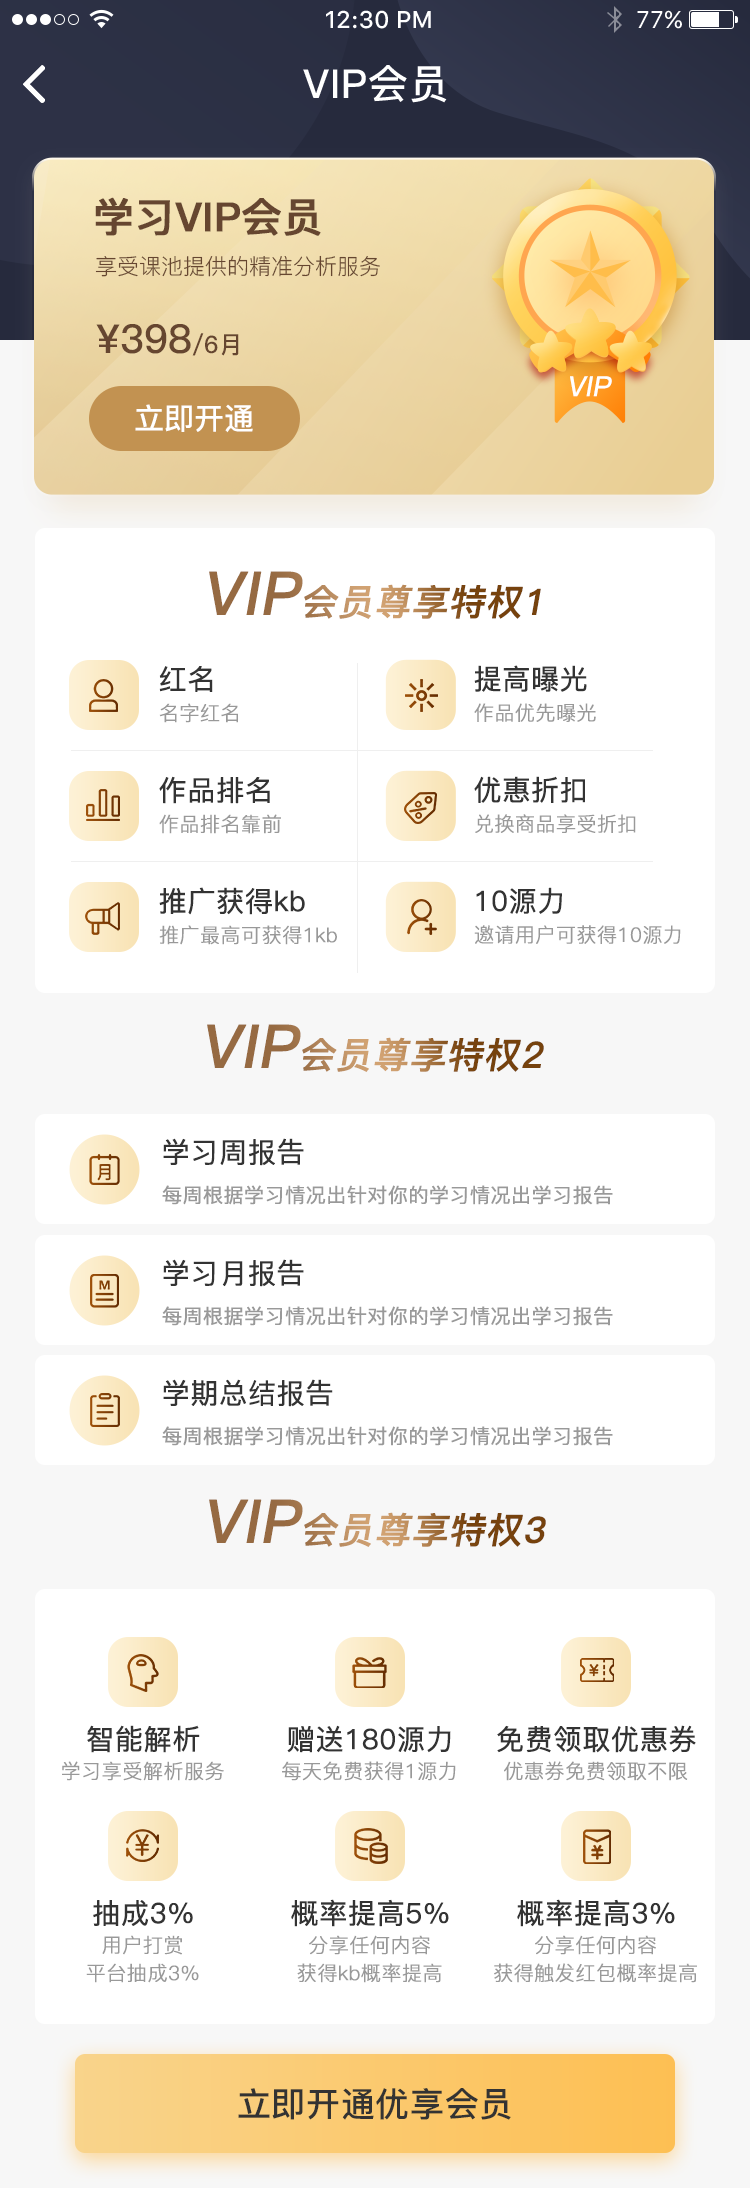 12:30 PM
77%
VIP会员
学习VIP会员
享受课池提供的精准分析服务
¥398/6月
VIP
立即开通
VIP会员尊享特权1
红名
名字红名
提高曝光
作品优先曝光
作品排名
作品排名靠前
优惠折扣
兑换商品享受折扣
推广获得kb
推广最高可获得1kb
10源力
邀请用户可获得10源力
VIP会员尊享特权2
月
学习周报告
每周根据学习情况出针对你的学习情况出学习报告
M
学习月报告
每周根据学习情况出针对你的学习情况出学习报告
学期总结报告
每周根据学习情况出针对你的学习情况出学习报告
VIP会员尊享特权3
¥
智能解析
学习享受解析服务
赠送180源力
每天免费获得1源力
免费领取优惠券
优惠券免费领取不限
¥
¥
抽成3%
用户打赏
平台抽成3%
概率提高5%
分享任何内容
获得kb概率提高
概率提高3%
分享任何内容
获得触发红包概率提高
立即开通优享会员